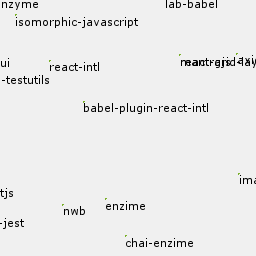 nzyme
lab-babel
isomorphic-javascript
ui
react-intl
-testutils
babel-plugin-react-intl
ima
tjs
nwb
enzime
-jest
chai-enzime